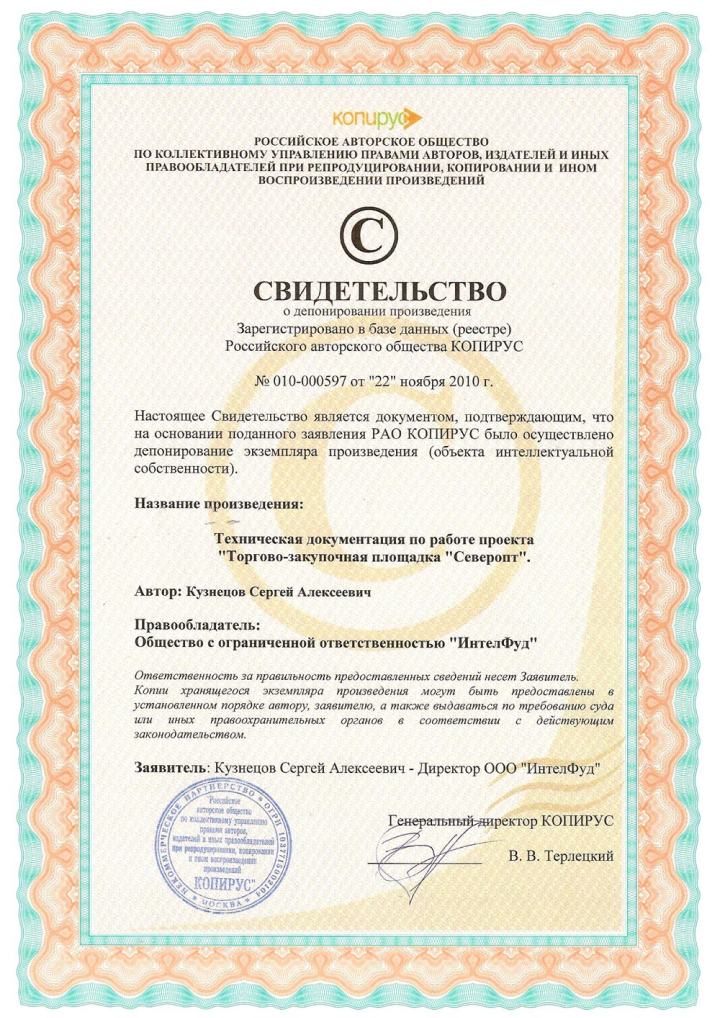 копирус
РОССИЙСКОЕ АВТОРСКОЕ ОБЩЕСТВО
ПО КОЛЛЕКТИВНОМУ УПРАВЛЕНИЮ ПРАВАМИ АВТОРОВ, ИЗДАТЕЛЕЙ И ИНЫХ
ПРАВООБЛАДАТЕЛЕЙ ПРИ РЕПРОДУЦИРОВАНИИ, КОПИРОВАНИИ И ИНОМ
ВОСПРОИЗВЕДЕНИИ ПРОИЗВЕДЕНИЙ
©
СВИДЕТЕЛЬСТВО
о депонировании произведения
Зарегистрировано в базе данных (реестре)
Российского авторского общества КОПИРУС
№ 010-000597 от "22" ноября 2010 г.
Настоящее Свидетельство является документом, подтверждающим, что
на основании поданного заявления РАО КОПИРУС было осуществлено
депонирование экземпляра произведения (объекта интеллектуальной
собственности).
Название произведения:
Техническая документация по работе проекта
"Торгово-закупочная площадка "Северопт".
Автор: Кузнецов Сергей Алексеевич
Правообладатель:
Общество с ограниченной ответственностью "ИнтелФуд"
Ответственность за правильность предоставленных сведений несет Заявитель.
Копии хранящегося экземпляра произведения могут быть предоставлены в
установленном порядке автору, заявителю, а также выдаваться по требованию суда
или иных правоохранительных органов в соответствии с действующим
законодательством.
Заявитель: Кузнецов Сергей Алексеевич - Директор ООО "ИнтелФуд"
Генеральный директор КОПИРУС
В. В. Терлецкий
НЕКОММЕРЧЕСКОЕ ПАРТНЕРСТВО * ОГРН
Российское
авторское общество
по коллективному управлению
правами авторов,
издателей и иных правообладателей
при репродуцировании, копировании
и ином воспроизведении
произведений
КОПИРУС"
* МОСКВА *